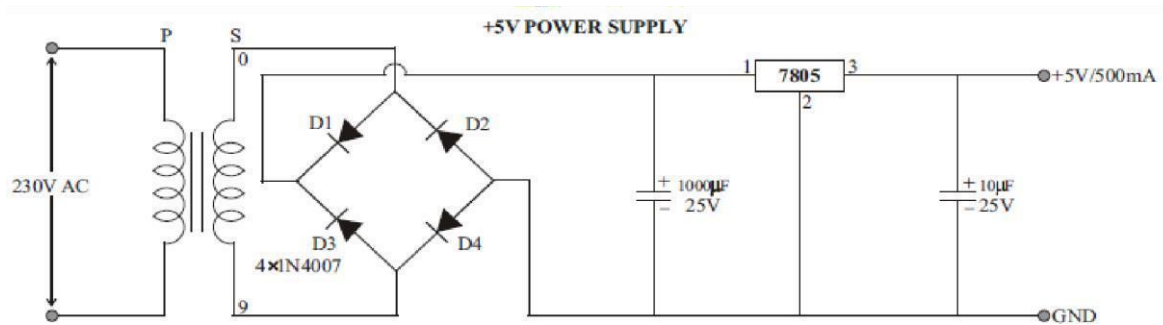 +5V POWER SUPPLY
P S
0
1 7805 3
2
+5V/500mA
D1 D2
230V AC
+ 1000µF
− 25V
+ 10µF
− 25V
D3 D4
4×1N4007
9
GND